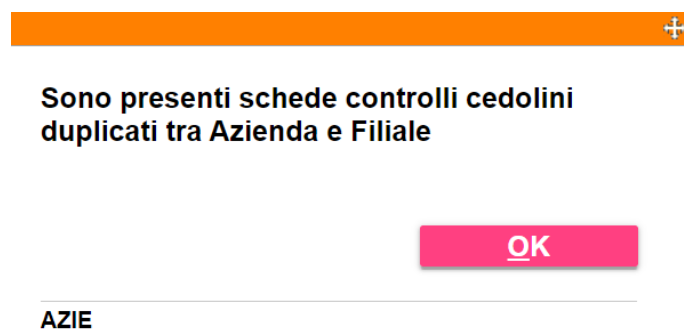 Sono presenti schede controlli cedolini
duplicati tra Azienda e Filiale
OK
AZIE